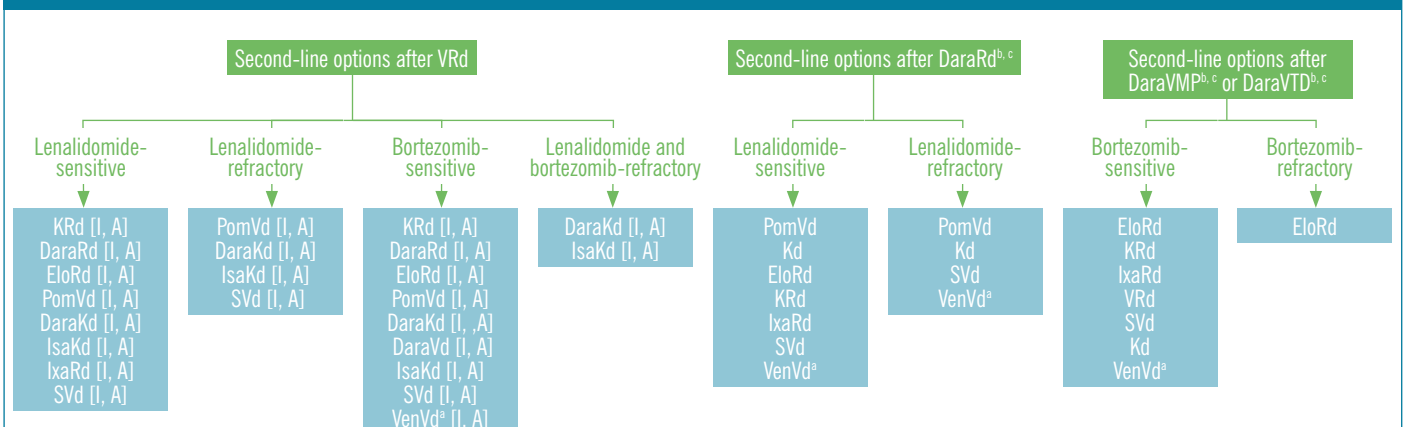 Second-line options after VRd
Lenalidomide-
sensitive
KRd [I, A]
DaraRd [I, A]
EloRd [I, A]
PomVd [I, A]
DaraKd [I, A]
IsaKd [I, A]
IxaRd [I, A]
SVd [I, A]
Lenalidomide-
refractory
PomVd [I, A]
DaraKd [I, A]
IsaKd [I, A]
SVd [I, A]
Bortezomib-
sensitive
KRd [I, A]
DaraRd [I, A]
EloRd [I, A]
PomVd [I, A]
DaraKd [I, ,A]
DaraVd [I, A]
IsaKd [I, A]
SVd [I, A]
VenVdᵃ [I, A]
Lenalidomide and
bortezomib-refractory
DaraKd [I, A]
IsaKd [I, A]
Second-line options after DaraRdᵇ, ᶜ
Lenalidomide-
sensitive
PomVd
Kd
EloRd
KRd
IxaRd
SVd
VenVdᵃ
Lenalidomide-
refractory
PomVd
Kd
SVd
VenVdᵃ
Second-line options after
DaraVMPᵇ, ᶜ or DaraVTDᵇ, ᶜ
Bortezomib-
sensitive
EloRd
KRd
IxaRd
VRd
SVd
Kd
VenVdᵃ
Bortezomib-
refractory
EloRd